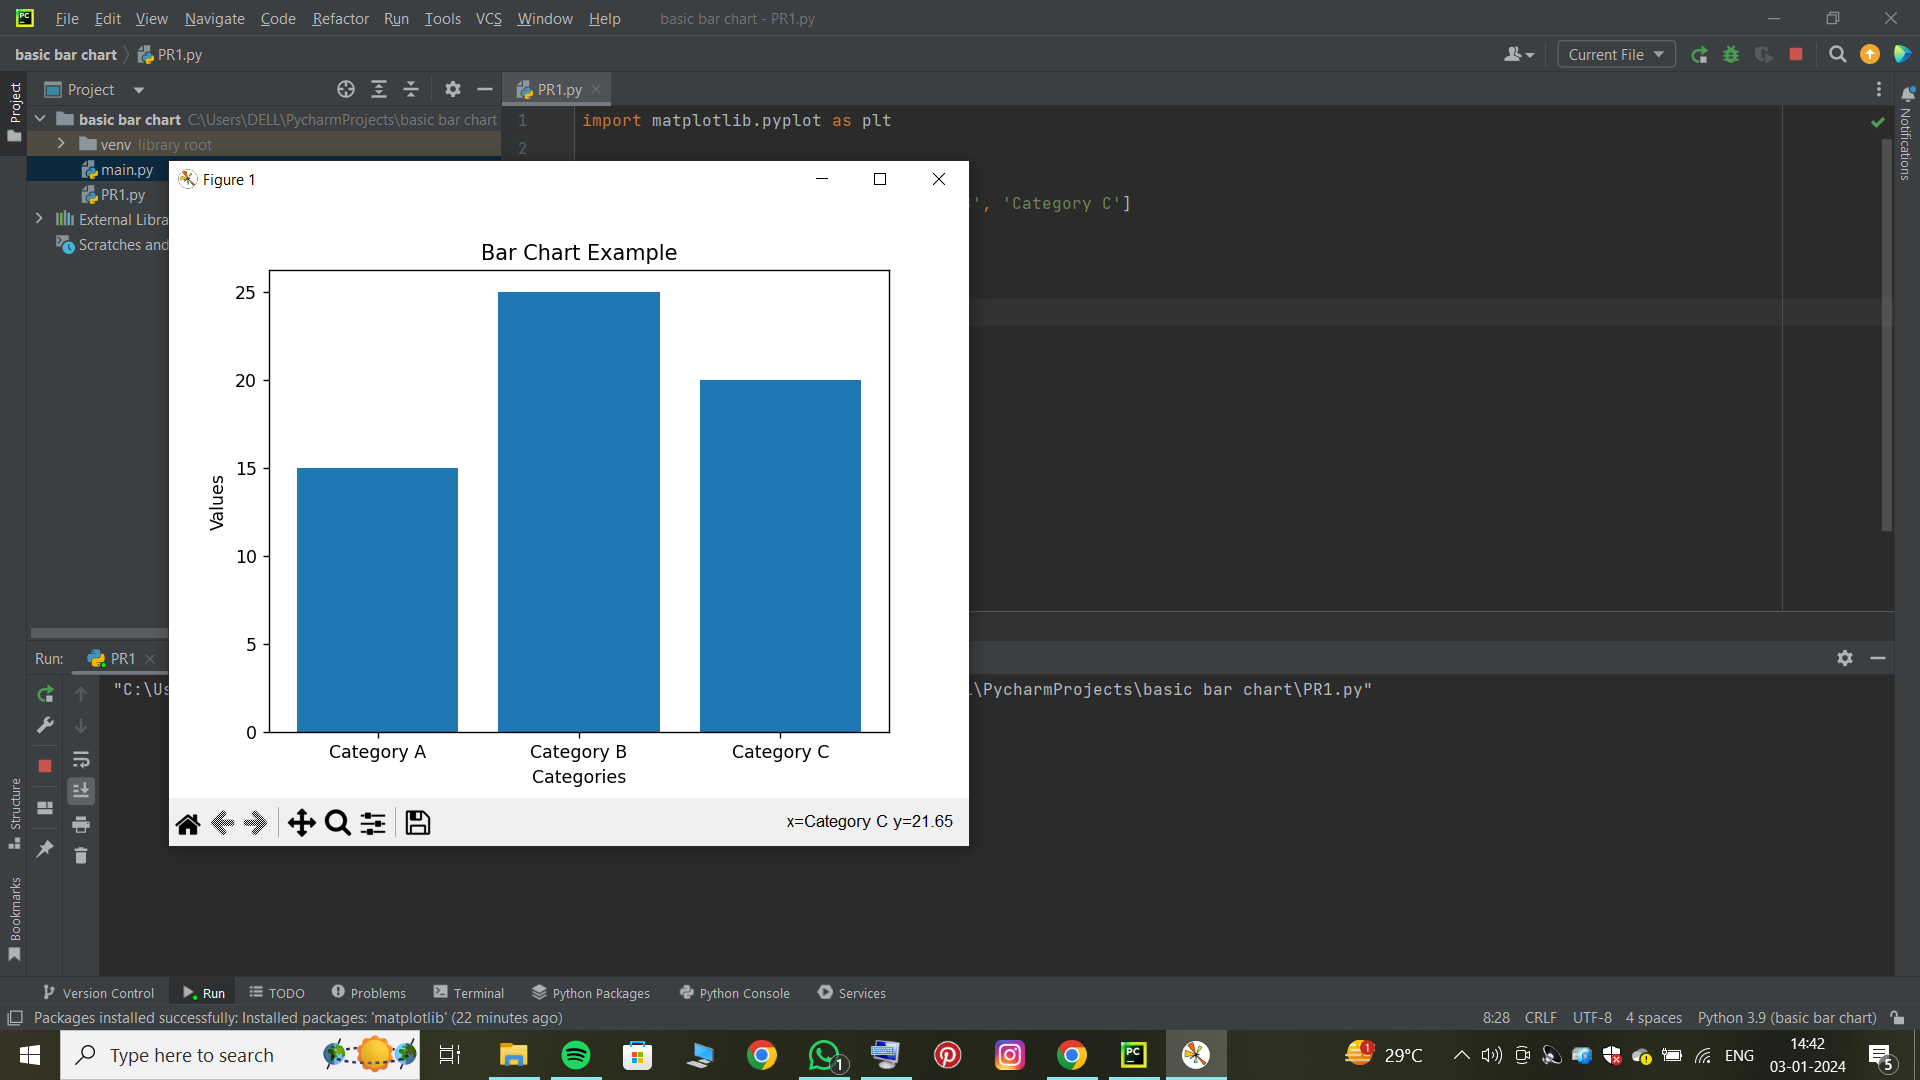 File Edit View Navigate Code Refactor Run Tools VCS Window Help basic bar chart - PR1.py
basic bar chart PR1.py Current File
Project PR1.py
Project
basic bar chart C:\Users\DELL\PycharmProjects\basic bar chart
venv library root
main.py
PR1.py
External Libra
Scratches and
1 import matplotlib.pyplot as plt
2
', 'Category C']
Notifications
Figure 1
Bar Chart Example
25
20
15
10
5
0
Values
Category A Category B Category C
Categories
x=Category C y=21.65
Run: PR1
"C:\Us \PycharmProjects\basic bar chart\PR1.py"
Structure
Bookmarks
Version Control Run TODO Problems Terminal Python Packages Python Console Services
Packages installed successfully: Installed packages: 'matplotlib' (22 minutes ago) 8:28 CRLF UTF-8 4 spaces Python 3.9 (basic bar chart)
Type here to search 1 PC 1 29°C ENG 14:42
03-01-2024 5